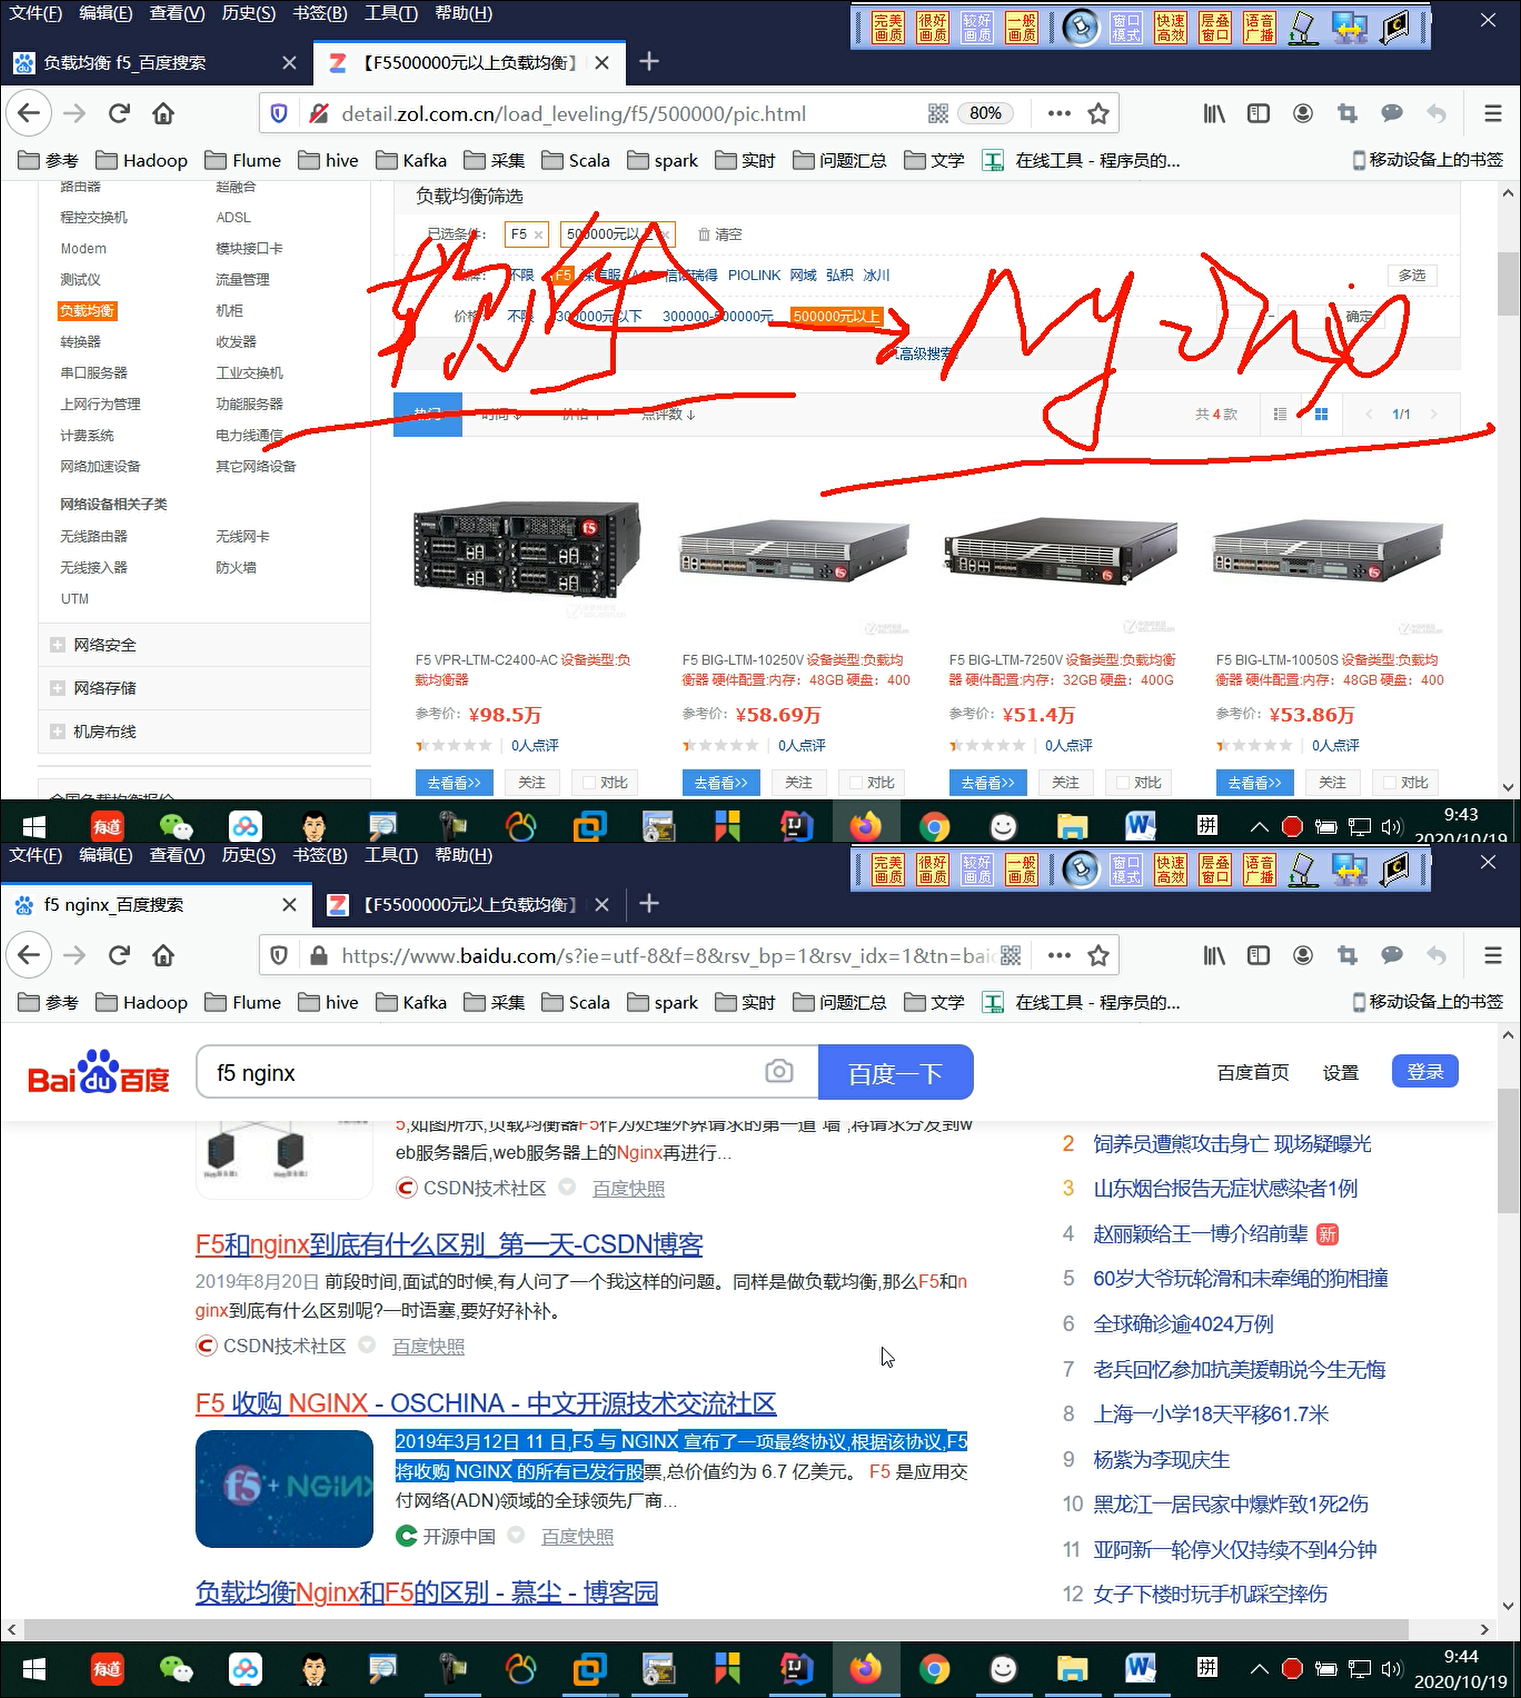 文件(F) 编辑(E) 查看(V) 历史(S) 书签(B) 工具(T) 帮助(H)
完美画质 很好画质 较好画质 一般画质 窗口模式 快速高效 层叠窗口 语音广播
负载均衡 f5_百度搜索 【F5500000元以上负载均衡】
detail.zol.com.cn/load_leveling/f5/500000/pic.html 80%
参考 Hadoop Flume hive Kafka 采集 Scala spark 实时 问题汇总 文学 在线工具 - 程序员的... 移动设备上的书签
路由器 超融合
程控交换机 ADSL
Modem 模块接口卡
测试仪 流量管理
负载均衡 机柜
转换器 收发器
串口服务器 工业交换机
上网行为管理 功能服务器
计费系统 电力线通信
网络加速设备 其它网络设备
网络设备相关子类
无线路由器 无线网卡
无线接入器 防火墙
UTM
网络安全
网络存储
机房布线
负载均衡筛选
已选条件: F5 500000元以上 清空
不限 F5 深信服 信诺瑞得 PIOLINK 网域 弘积 冰川 多选
价格: 不限 300000元以下 300000-500000元 500000元以上 - 确定
高级搜索
热门 时间 价格 点评数 共 4 款 1/1
F5 VPR-LTM-C2400-AC 设备类型:负载均衡器
参考价: ¥98.5万
0人点评
去看看>> 关注 对比
F5 BIG-LTM-10250V 设备类型:负载均衡器 硬件配置:内存：48GB 硬盘：400
参考价: ¥58.69万
0人点评
去看看>> 关注 对比
F5 BIG-LTM-7250V 设备类型:负载均衡器 硬件配置:内存：32GB 硬盘：400G
参考价: ¥51.4万
0人点评
去看看>> 关注 对比
F5 BIG-LTM-10050S 设备类型:负载均衡器 硬件配置:内存：48GB 硬盘：400
参考价: ¥53.86万
0人点评
去看看>> 关注 对比
有道 拼 9:43
2020/10/19
文件(F) 编辑(E) 查看(V) 历史(S) 书签(B) 工具(T) 帮助(H)
完美画质 很好画质 较好画质 一般画质 窗口模式 快速高效 层叠窗口 语音广播
f5 nginx_百度搜索 【F5500000元以上负载均衡】
https://www.baidu.com/s?ie=utf-8&f=8&rsv_bp=1&rsv_idx=1&tn=baid
参考 Hadoop Flume hive Kafka 采集 Scala spark 实时 问题汇总 文学 在线工具 - 程序员的... 移动设备上的书签
Baidu百度 f5 nginx 百度一下 百度首页 设置 登录
5,如图所示,负载均衡器F5作为处理外界请求的第一道"墙",将请求分发到w
eb服务器后,web服务器上的Nginx再进行...
CSDN技术社区 百度快照
F5和nginx到底有什么区别_第一天-CSDN博客
2019年8月20日 前段时间,面试的时候,有人问了一个我这样的问题。同样是做负载均衡,那么F5和n
ginx到底有什么区别呢?一时语塞,要好好补补。
CSDN技术社区 百度快照
F5 收购 NGINX - OSCHINA - 中文开源技术交流社区
f5 + NGiNX
2019年3月12日 11 日,F5 与 NGINX 宣布了一项最终协议,根据该协议,F5
将收购 NGINX 的所有已发行股票,总价值约为 6.7 亿美元。 F5 是应用交
付网络(ADN)领域的全球领先厂商...
开源中国 百度快照
负载均衡Nginx和F5的区别 - 慕尘 - 博客园
2 饲养员遭熊攻击身亡 现场疑曝光
3 山东烟台报告无症状感染者1例
4 赵丽颖给王一博介绍前辈 新
5 60岁大爷玩轮滑和未牵绳的狗相撞
6 全球确诊逾4024万例
7 老兵回忆参加抗美援朝说今生无悔
8 上海一小学18天平移61.7米
9 杨紫为李现庆生
10 黑龙江一居民家中爆炸致1死2伤
11 亚阿新一轮停火仅持续不到4分钟
12 女子下楼时玩手机踩空摔伤
有道 拼 9:44
2020/10/19